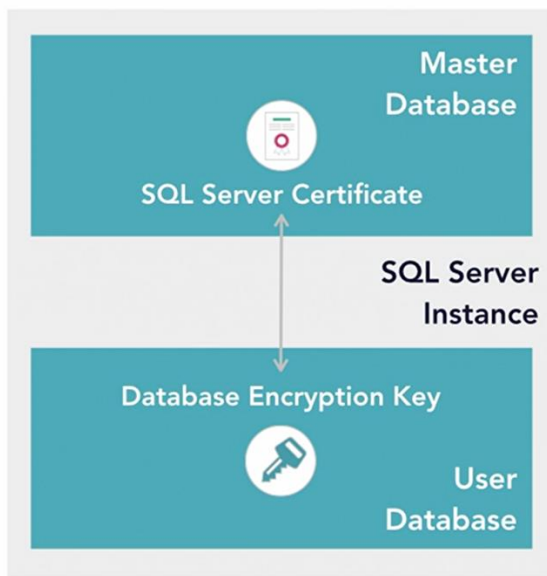 Master
Database
SQL Server Certificate
SQL Server
Instance
Database Encryption Key
User
Database